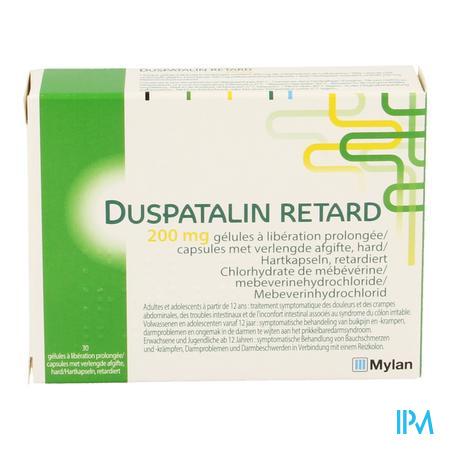 DUSPATALIN RETARD
DUSPATALIN RETARD
200 mg gélules à libération prolongée/
capsules met verlengde afgifte, hard/
Hartkapseln, retardiert
Chlorhydrate de mébévérine/
mebeverinehydrochloride/
Mebeverinhydrochlorid
Adultes et adolescents à partir de 12 ans : traitement symptomatique des douleurs et des crampes
abdominales, des troubles intestinaux et de l'inconfort intestinal associés au syndrome du côlon irritable.
Volwassenen en adolescenten vanaf 12 jaar : symptomatische behandeling van buikpijn en -krampen,
darmproblemen en ongemak in de darmen te wijten aan het prikkelbaredarmsyndroom.
Erwachsene und Jugendliche ab 12 Jahren : symptomatische Behandlung von Bauchschmerzen
und -krämpfen, Darmproblemen und Darmbeschwerden in Verbindung mit einem Reizkolon.
30
gélules à libération prolongée/
capsules met verlengde afgifte,
hard/Hartkapseln, retardiert
Mylan
IPM